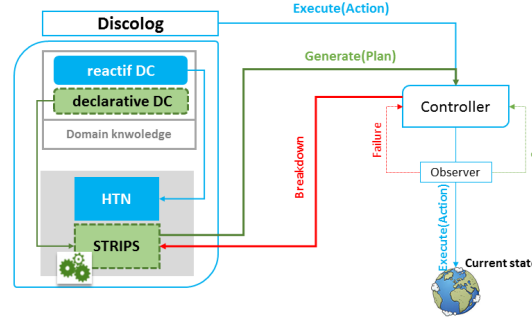 Discolog
Execute(Action)
reactif DC
declarative DC
Domain knwoledge
Generate(Plan)
Controller
Breakdown
Failure
Observer
HTN
STRIPS
Execute(Action)
Current state